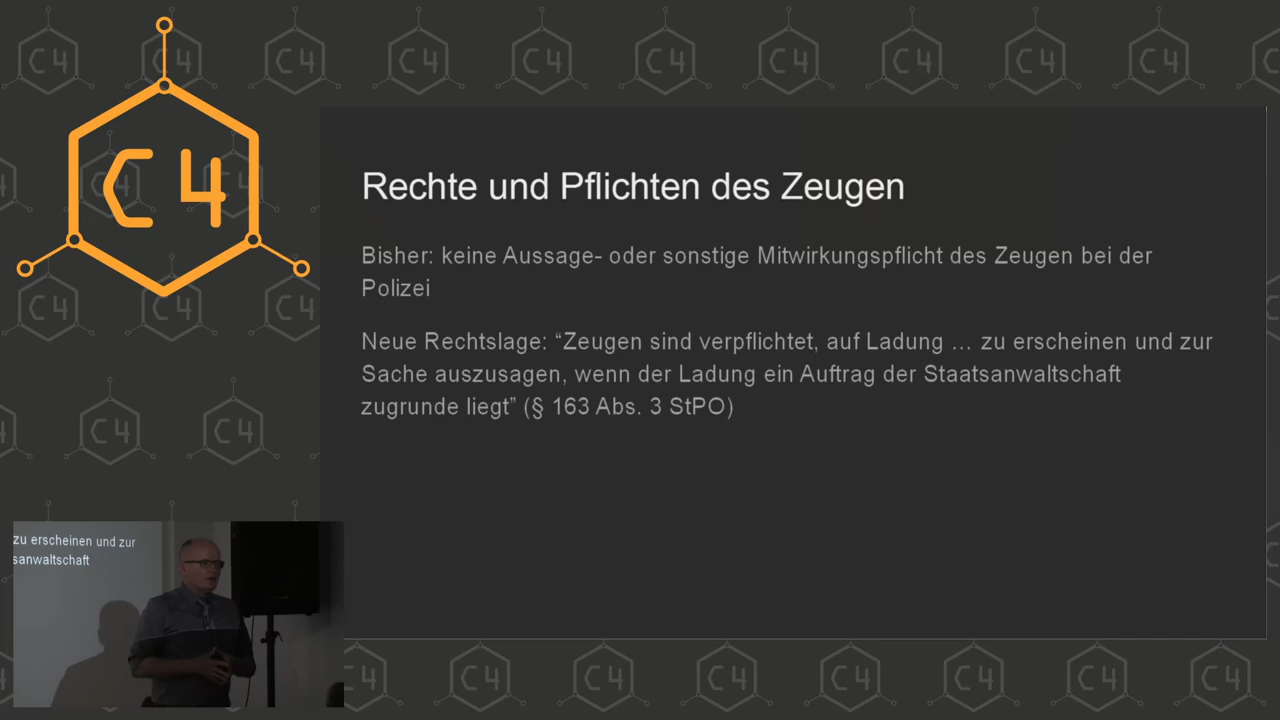 C4
Rechte und Pflichten des Zeugen
Bisher: keine Aussage- oder sonstige Mitwirkungspflicht des Zeugen bei der
Polizei
Neue Rechtslage: “Zeugen sind verpflichtet, auf Ladung … zu erscheinen und zur
Sache auszusagen, wenn der Ladung ein Auftrag der Staatsanwaltschaft
zugrunde liegt” (§ 163 Abs. 3 StPO)
zu erscheinen und zur
sanwaltschaft